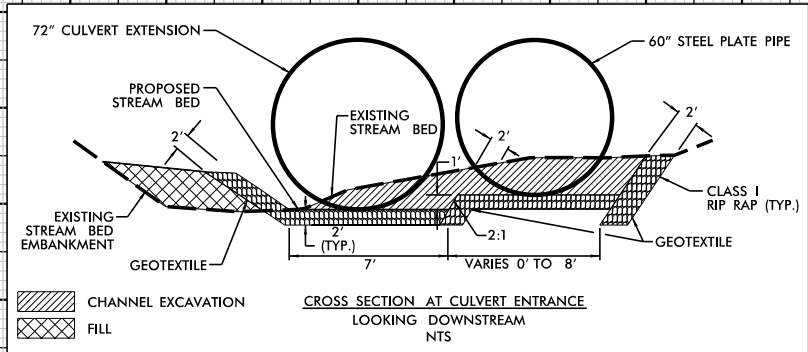 72" CULVERT EXTENSION
60" STEEL PLATE PIPE
PROPOSED
STREAM BED
EXISTING
STREAM BED
2'
2'
2'
1'
CLASS I
RIP RAP (TYP.)
EXISTING
STREAM BED
EMBANKMENT
GEOTEXTILE
2'
(TYP.)
2:1
GEOTEXTILE
7'
VARIES 0' TO 8'
CHANNEL EXCAVATION
FILL
CROSS SECTION AT CULVERT ENTRANCE
LOOKING DOWNSTREAM
NTS